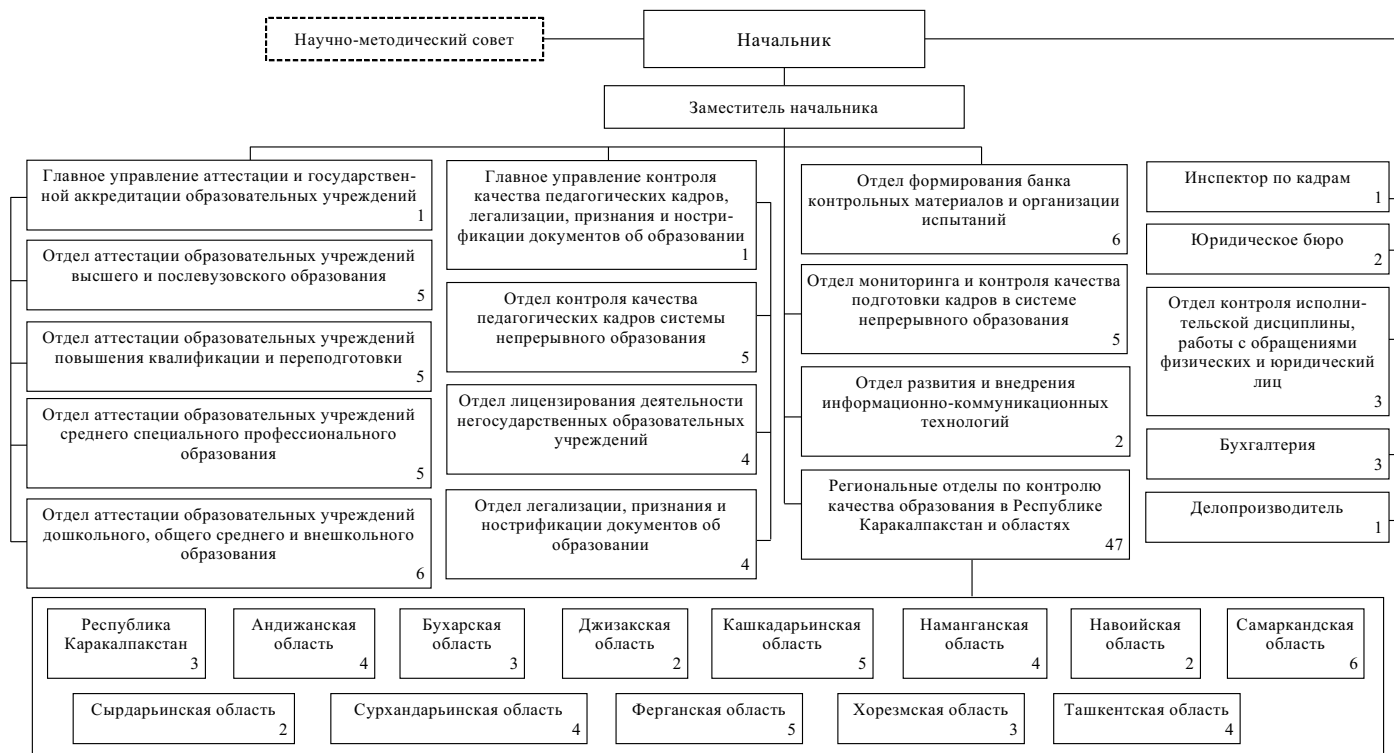 Научно-методический совет
Начальник
Заместитель начальника
Главное управление аттестации и государствен-
ной аккредитации образовательных учреждений
1
Отдел аттестации образовательных учреждений
высшего и послевузовского образования
5
Отдел аттестации образовательных учреждений
повышения квалификации и переподготовки
5
Отдел аттестации образовательных учреждений
среднего специального профессионального
образования
5
Отдел аттестации образовательных учреждений
дошкольного, общего среднего и внешкольного
образования
6
Главное управление контроля
качества педагогических кадров,
легализации, признания и ностри-
фикации документов об образовании
1
Отдел контроля качества
педагогических кадров системы
непрерывного образования
5
Отдел лицензирования деятельности
негосударственных образовательных
учреждений
4
Отдел легализации, признания и
нострификации документов об
образовании
4
Отдел формирования банка
контрольных материалов и организации
испытаний
6
Отдел мониторинга и контроля качества
подготовки кадров в системе
непрерывного образования
5
Отдел развития и внедрения
информационно-коммуникационных
технологий
2
Региональные отделы по контролю
качества образования в Республике
Каракалпакстан и областях
47
Инспектор по кадрам
1
Юридическое бюро
2
Отдел контроля исполни-
тельской дисциплины,
работы с обращениями
физических и юридический
лиц
3
Бухгалтерия
3
Делопроизводитель
1
Республика
Каракалпакстан
3
Андижанская
область
4
Бухарская
область
3
Джизакская
область
2
Кашкадарьинская
область
5
Наманганская
область
4
Навоийская
область
2
Самаркандская
область
6
Сырдарьинская область
2
Сурхандарьинская область
4
Ферганская область
5
Хорезмская область
3
Ташкентская область
4